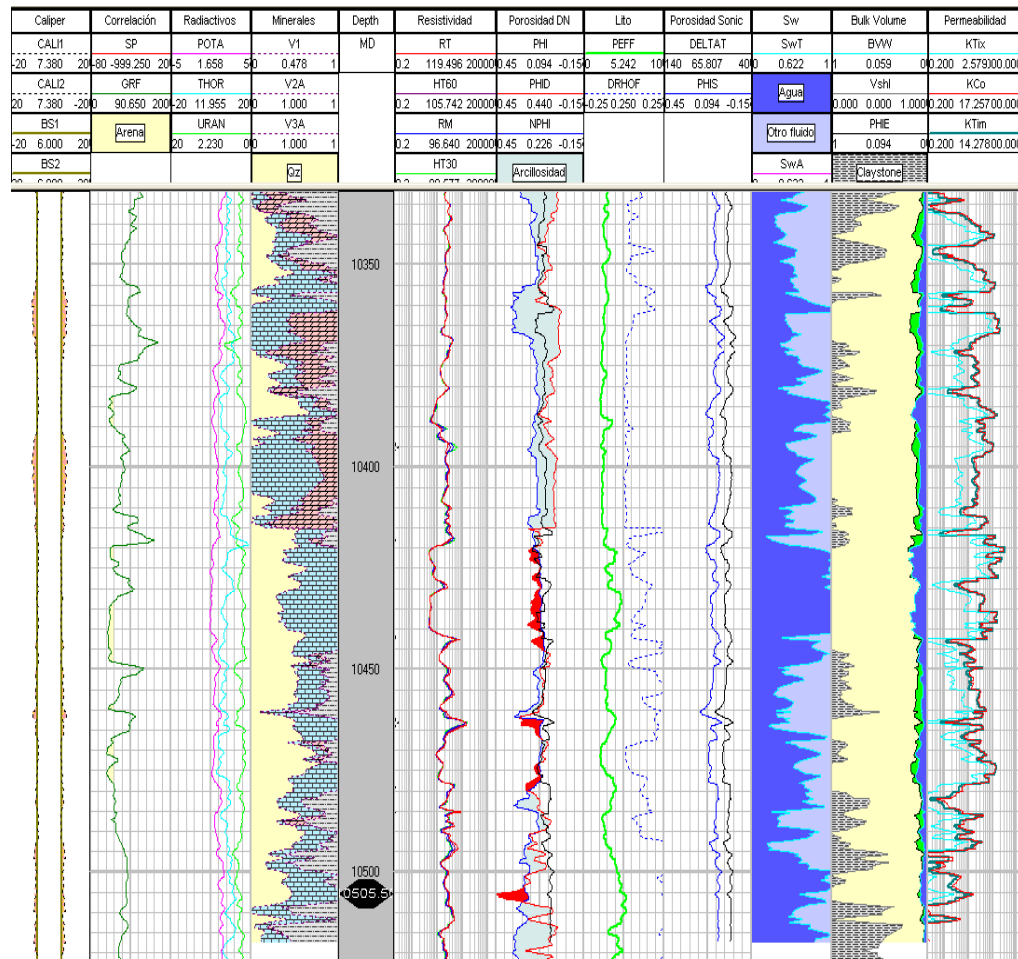 Caliper Correlación Radiactivos Minerales Depth Resistividad Porosidad DN Lito Porosidad Sonic Sw Bulk Volume Permeabilidad
CALI1 SP POTA V1 MD RT PHI PEFF DELTAT SwT BVW KTix
-20 7.380 20 -80 -999.250 20 -5 1.658 5 0 0.478 1 0.2 119.496 20000 0.45 0.094 -0.15 0 5.242 10 140 65.807 40 0 0.622 1 1 0.059 0 0.200 2.579
CALI2 GRF THOR V2A HT60 PHID DRHOF PHIS Agua Vshl KCo
20 7.380 -20 0 90.650 200 -20 11.955 20 0 1.000 1 0.2 105.742 20000 0.45 0.440 -0.15 -0.25 0.250 0.25 0.45 0.094 -0.15 0.000 0.000 1.000 0.200 17.257
BS1 Arena URAN V3A RM NPHI Otro fluido PHIE KTim
-20 6.000 20 20 2.230 0 1.000 1 0.2 96.640 20000 0.45 0.226 -0.15 1 0.094 0 0.200 14.278
BS2 Qz HT30 Arcillosidad SwA Claystone
10350
10400
10450
10500
0505.5